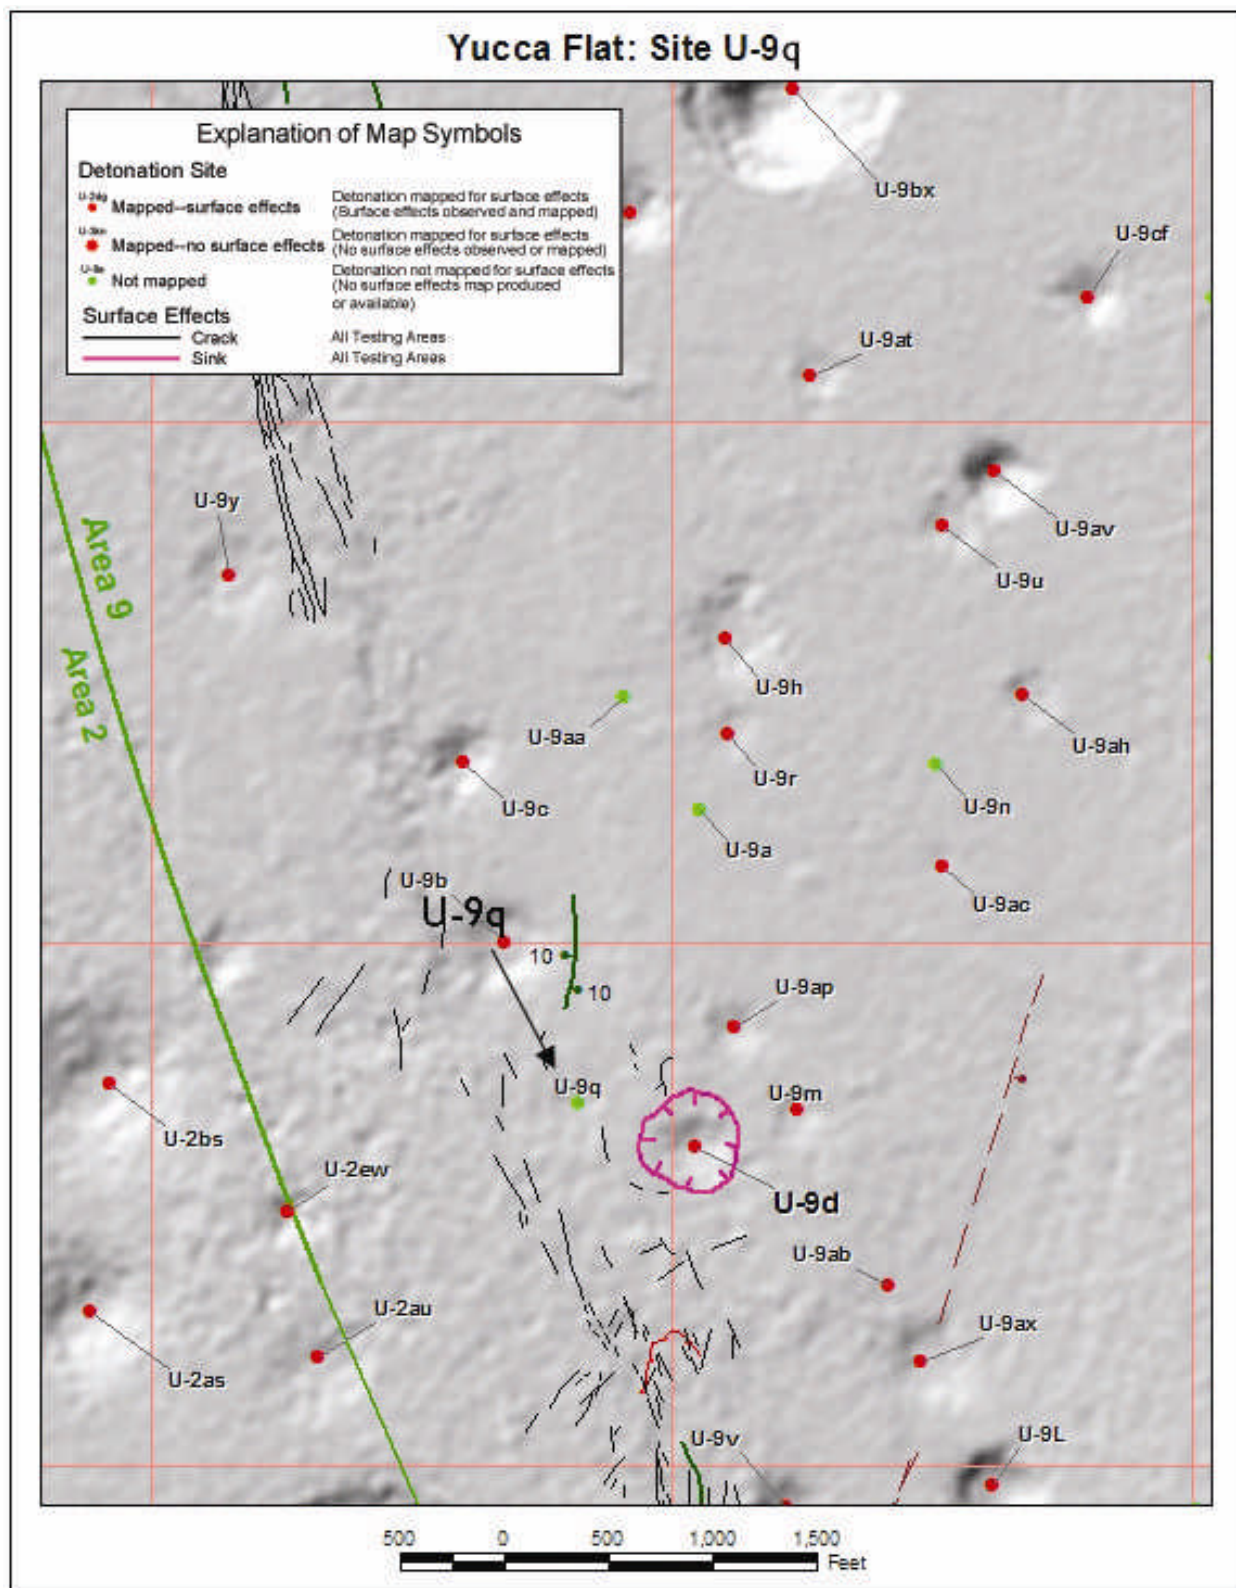 Yucca Flat: Site U-9q
Explanation of Map Symbols
Detonation Site
Mapped--surface effects
Detonation mapped for surface effects
(Surface effects observed and mapped)
Mapped--no surface effects
Detonation mapped for surface effects
(No surface effects observed or mapped)
Not mapped
Detonation not mapped for surface effects
(No surface effects map produced
or available)
Surface Effects
Crack All Testing Areas
Sink All Testing Areas
U-9bx
U-9cf
U-9at
U-9y
U-9av
U-9u
Area 9
Area 2
U-9h
U-9aa
U-9ah
U-9r
U-9c
U-9n
U-9a
U-9b
U-9ac
U-9q
10
10
U-9ap
U-9q
U-9m
U-2bs
U-2ew
U-9d
U-9ab
U-2au
U-9ax
U-2as
U-9v
U-9L
500 0 500 1,000 1,500
Feet